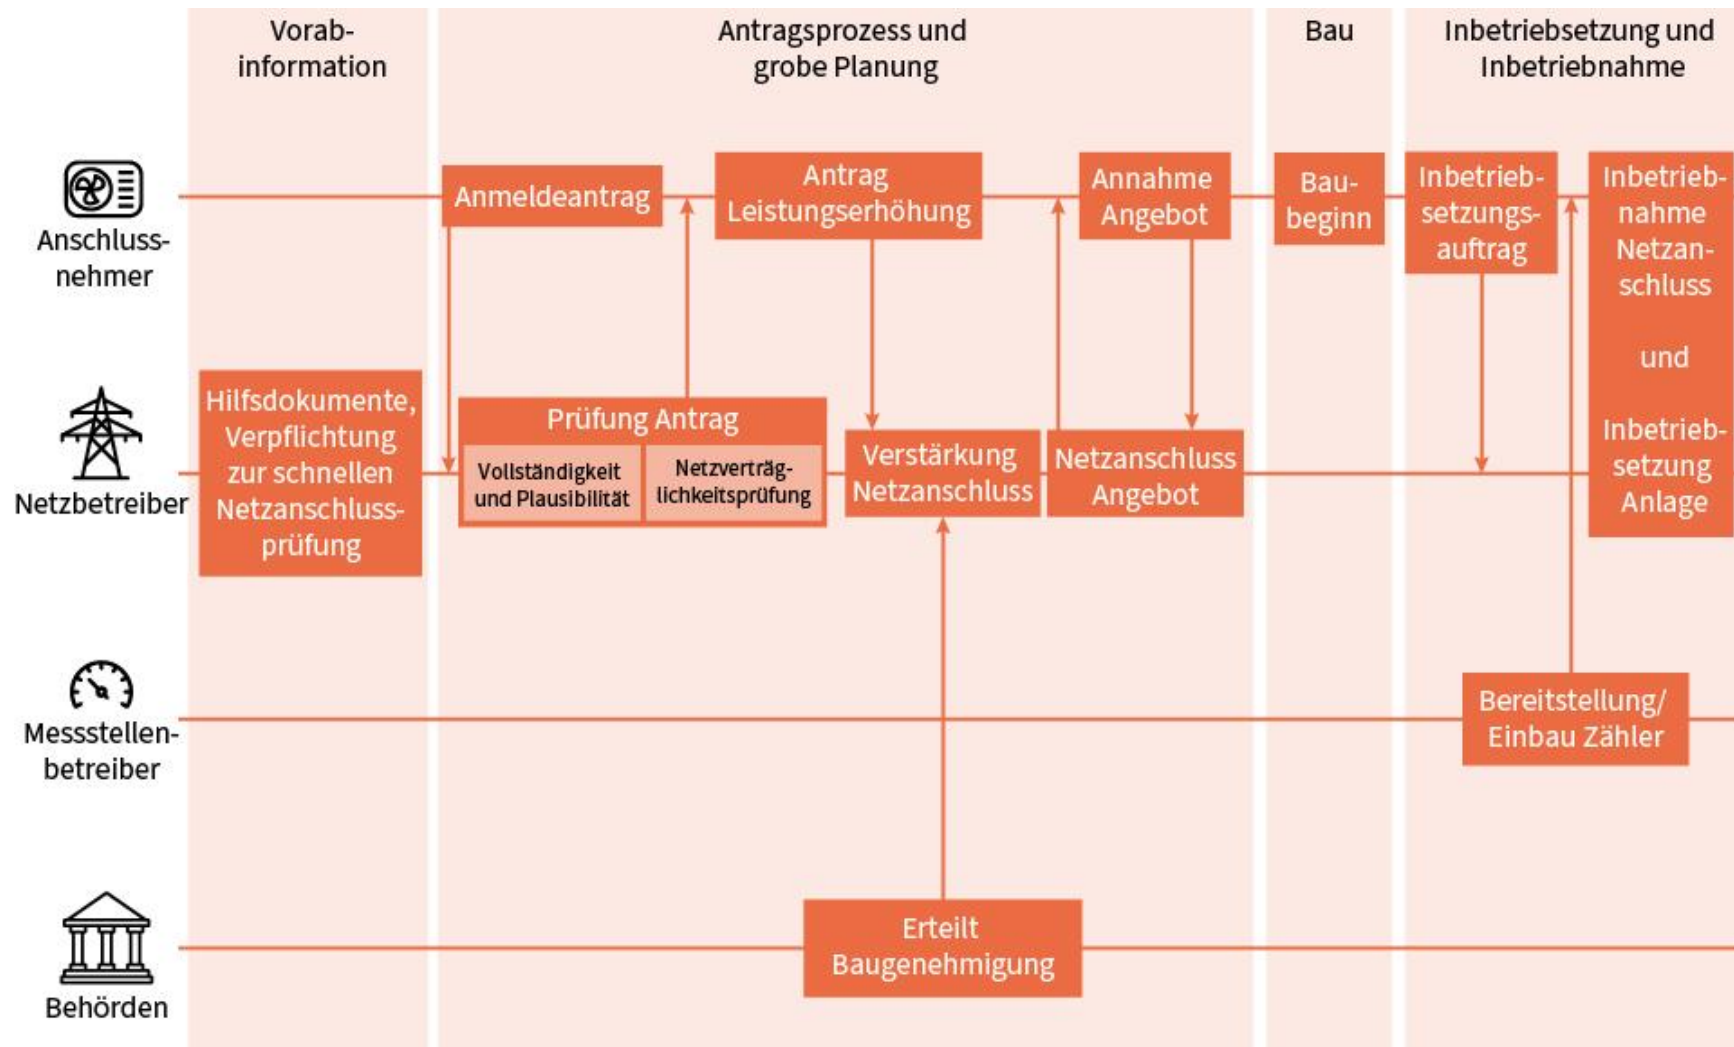 Vorab-
information
Antragsprozess und
grobe Planung
Bau
Inbetriebsetzung und
Inbetriebnahme
Anschluss-
nehmer
Anmeldeantrag
Antrag
Leistungserhöhung
Annahme
Angebot
Bau-
beginn
Inbetrieb-
setzungs-
auftrag
Inbetrieb-
nahme
Netzan-
schluss
und
Inbetrieb-
setzung
Anlage
Netzbetreiber
Hilfsdokumente,
Verpflichtung
zur schnellen
Netzanschluss-
prüfung
Prüfung Antrag
Vollständigkeit
und Plausibilität
Netzverträg-
lichkeitsprüfung
Verstärkung
Netzanschluss
Netzanschluss
Angebot
Messstellen-
betreiber
Bereitstellung/
Einbau Zähler
Behörden
Erteilt
Baugenehmigung